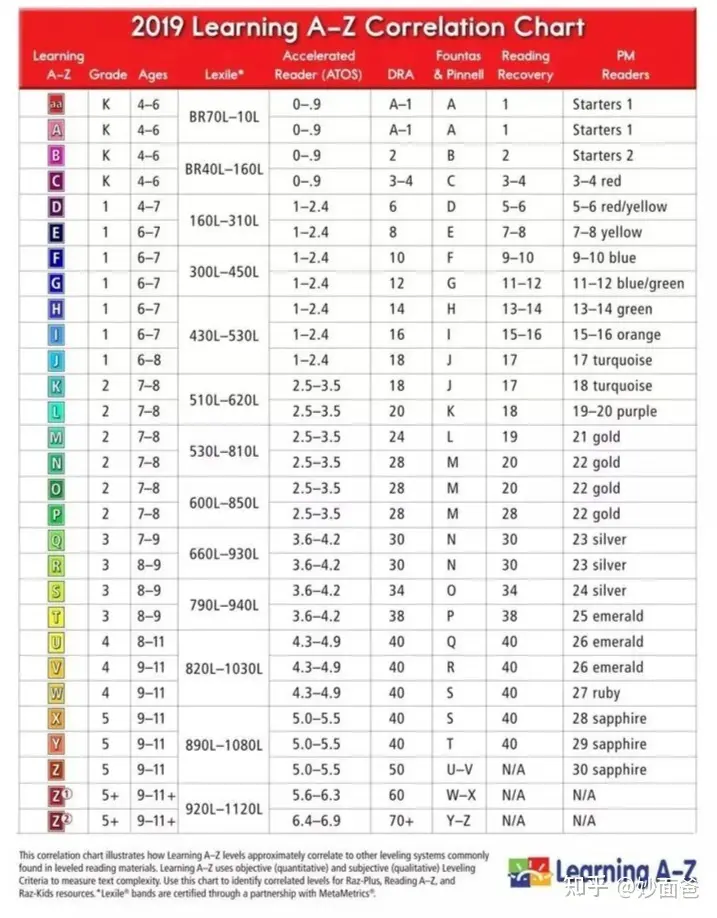 2019 Learning A–Z Correlation Chart
Learning A–Z Grade Ages Lexile* Accelerated Reader (ATOS) DRA Fountas & Pinnell Reading Recovery PM Readers
aa K 4–6 BR70L–10L 0–.9 A–1 A 1 Starters 1
A K 4–6 0–.9 A–1 A 1 Starters 1
B K 4–6 BR40L–160L 0–.9 2 B 2 Starters 2
C K 4–6 0–.9 3–4 C 3–4 3–4 red
D 1 4–7 160L–310L 1–2.4 6 D 5–6 5–6 red/yellow
E 1 6–7 1–2.4 8 E 7–8 7–8 yellow
F 1 6–7 300L–450L 1–2.4 10 F 9–10 9–10 blue
G 1 6–7 1–2.4 12 G 11–12 11–12 blue/green
H 1 6–7 430L–530L 1–2.4 14 H 13–14 13–14 green
I 1 6–7 1–2.4 16 I 15–16 15–16 orange
J 1 6–8 1–2.4 18 J 17 17 turquoise
K 2 7–8 510L–620L 2.5–3.5 18 J 17 18 turquoise
L 2 7–8 2.5–3.5 20 K 18 19–20 purple
M 2 7–8 530L–810L 2.5–3.5 24 L 19 21 gold
N 2 7–8 2.5–3.5 28 M 20 22 gold
O 2 7–8 600L–850L 2.5–3.5 28 M 20 22 gold
P 2 7–8 2.5–3.5 28 M 28 22 gold
Q 3 7–9 660L–930L 3.6–4.2 30 N 30 23 silver
R 3 8–9 3.6–4.2 30 N 30 23 silver
S 3 8–9 790L–940L 3.6–4.2 34 O 34 24 silver
T 3 8–9 3.6–4.2 38 P 38 25 emerald
U 4 8–11 820L–1030L 4.3–4.9 40 Q 40 26 emerald
V 4 9–11 4.3–4.9 40 R 40 26 emerald
W 4 9–11 4.3–4.9 40 S 40 27 ruby
X 5 9–11 890L–1080L 5.0–5.5 40 S 40 28 sapphire
Y 5 9–11 5.0–5.5 40 T 40 29 sapphire
Z 5 9–11 5.0–5.5 50 U–V N/A 30 sapphire
Z① 5+ 9–11+ 920L–1120L 5.6–6.3 60 W–X N/A N/A
Z② 5+ 9–11+ 6.4–6.9 70+ Y–Z N/A N/A
This correlation chart illustrates how Learning A–Z levels approximately correlate to other leveling systems commonly
found in leveled reading materials. Learning A–Z uses objective (quantitative) and subjective (qualitative) Leveling
Criteria to measure text complexity. Use this chart to identify correlated levels for Raz-Plus, Reading A–Z, and
Raz-Kids resources. *Lexile® bands are certified through a partnership with MetaMetrics®.
Learning A–Z
知乎 @炒面爸